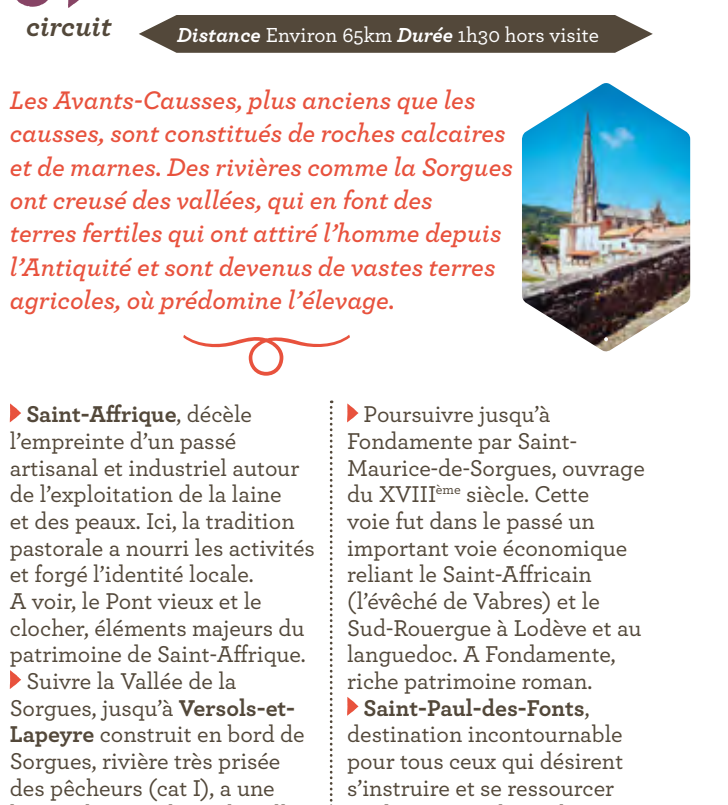 circuit
Distance Environ 65km Durée 1h30 hors visite
Les Avants-Causses, plus anciens que les
causses, sont constitués de roches calcaires
et de marnes. Des rivières comme la Sorgues
ont creusé des vallées, qui en font des
terres fertiles qui ont attiré l'homme depuis
l'Antiquité et sont devenus de vastes terres
agricoles, où prédomine l'élevage.
Saint-Affrique, décèle
l'empreinte d'un passé
artisanal et industriel autour
de l'exploitation de la laine
et des peaux. Ici, la tradition
pastorale a nourri les activités
et forgé l'identité locale.
A voir, le Pont vieux et le
clocher, éléments majeurs du
patrimoine de Saint-Affrique.
Suivre la Vallée de la
Sorgues, jusqu'à Versols-et-
Lapeyre construit en bord de
Sorgues, rivière très prisée
des pêcheurs (cat I), a une
Poursuivre jusqu'à
Fondamente par Saint-
Maurice-de-Sorgues, ouvrage
du XVIIIème siècle. Cette
voie fut dans le passé un
important voie économique
reliant le Saint-Affricain
(l'évêché de Vabres) et le
Sud-Rouergue à Lodève et au
languedoc. A Fondamente,
riche patrimoine roman.
Saint-Paul-des-Fonts,
destination incontournable
pour tous ceux qui désirent
s'instruire et se ressourcer